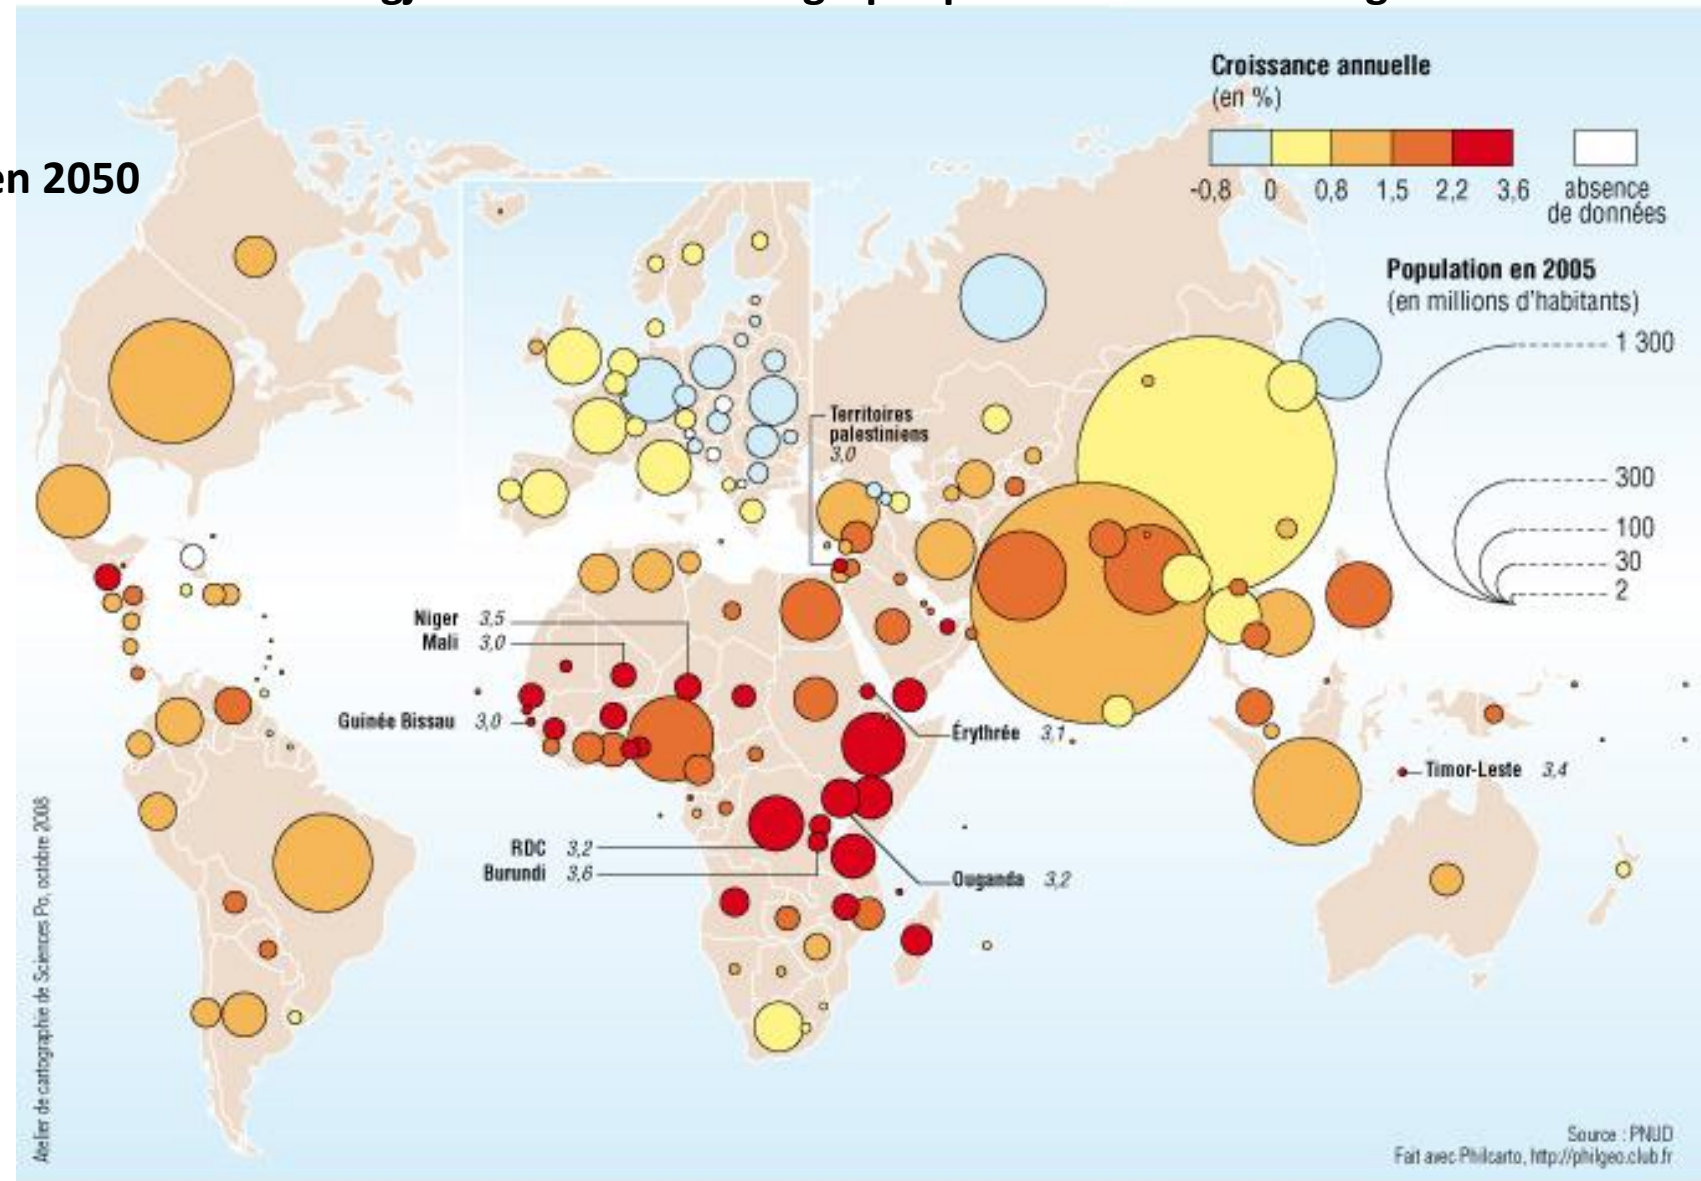 en 2050
Croissance annuelle
(en %)
-0,8 0 0,8 1,5 2,2 3,6
absence
de données
Population en 2005
(en millions d'habitants)
1 300
300
100
30
2
Territoires
palestiniens
3,0
Niger 3,5
Mali 3,0
Guinée Bissau 3,0
Érythrée 3,1
Timor-Leste 3,4
RDC 3,2
Burundi 3,6
Ouganda 3,2
Atelier de cartographie de Sciences Po, octobre 2008
Source : PNUD
Fait avec Philcarto, http://philgeo.club.fr